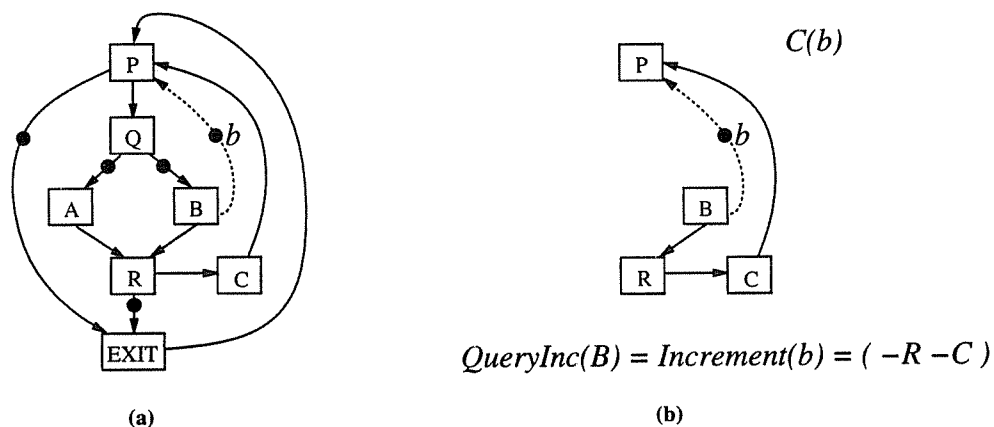 P
Q
b
A
B
R
C
EXIT
(a)
C(b)
P
b
B
R
C
QueryInc(B) = Increment(b) = ( −R −C )
(b)